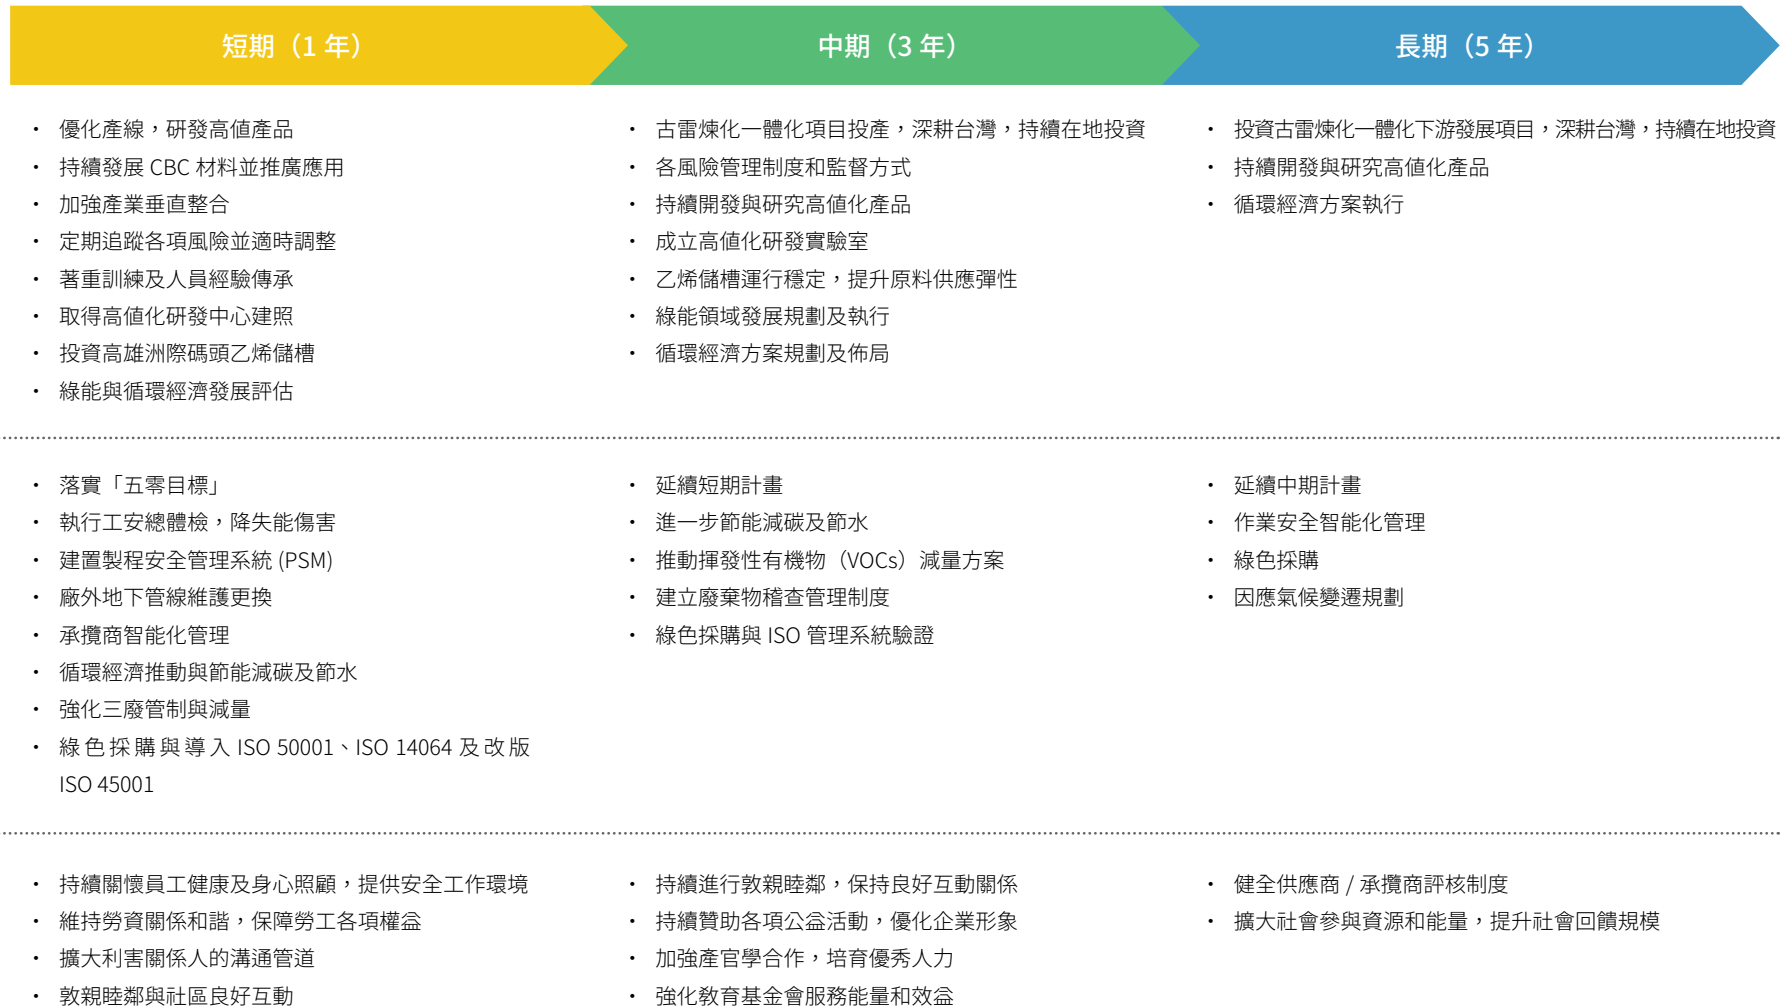 短期（1 年）
中期（3 年）
長期（5 年）
・ 優化產線，研發高值產品
・ 持續發展 CBC 材料並推廣應用
・ 加強產業垂直整合
・ 定期追蹤各項風險並適時調整
・ 著重訓練及人員經驗傳承
・ 取得高值化研發中心建照
・ 投資高雄洲際碼頭乙烯儲槽
・ 綠能與循環經濟發展評估
・ 古雷煉化一體化項目投產，深耕台灣，持續在地投資
・ 各風險管理制度和監督方式
・ 持續開發與研究高值化產品
・ 成立高值化研發實驗室
・ 乙烯儲槽運行穩定，提升原料供應彈性
・ 綠能領域發展規劃及執行
・ 循環經濟方案規劃及佈局
・ 投資古雷煉化一體化下游發展項目，深耕台灣，持續在地投資
・ 持續開發與研究高值化產品
・ 循環經濟方案執行
・ 落實「五零目標」
・ 執行工安總體檢，降失能傷害
・ 建置製程安全管理系統 (PSM)
・ 廠外地下管線維護更換
・ 承攬商智能化管理
・ 循環經濟推動與節能減碳及節水
・ 強化三廢管制與減量
・ 綠色採購與導入 ISO 50001、ISO 14064 及改版
ISO 45001
・ 延續短期計畫
・ 進一步節能減碳及節水
・ 推動揮發性有機物（VOCs）減量方案
・ 建立廢棄物稽查管理制度
・ 綠色採購與 ISO 管理系統驗證
・ 延續中期計畫
・ 作業安全智能化管理
・ 綠色採購
・ 因應氣候變遷規劃
・ 持續關懷員工健康及身心照顧，提供安全工作環境
・ 維持勞資關係和諧，保障勞工各項權益
・ 擴大利害關係人的溝通管道
・ 敦親睦鄰與社區良好互動
・ 持續進行敦親睦鄰，保持良好互動關係
・ 持續贊助各項公益活動，優化企業形象
・ 加強產官學合作，培育優秀人力
・ 強化教育基金會服務能量和效益
・ 健全供應商 / 承攬商評核制度
・ 擴大社會參與資源和能量，提升社會回饋規模